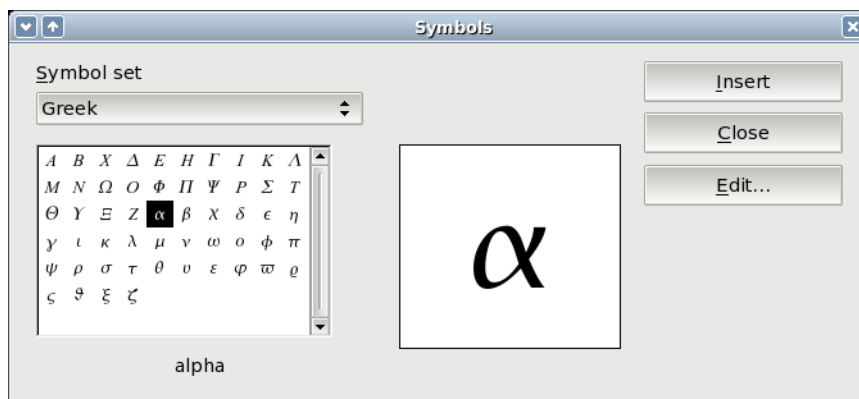 Symbols
Symbol set
Greek
Α Β Χ Δ Ε Η Γ Ι Κ Λ
Μ Ν Ω Ο Φ Π Ψ Ρ Σ Τ
Θ Υ Ξ Ζ α β χ δ ϵ η
γ ι κ λ μ ν ω ο ϕ π
ψ ρ σ τ θ υ ε φ ϖ ϱ
ς ϑ ξ ζ
alpha
α
Insert
Close
Edit...